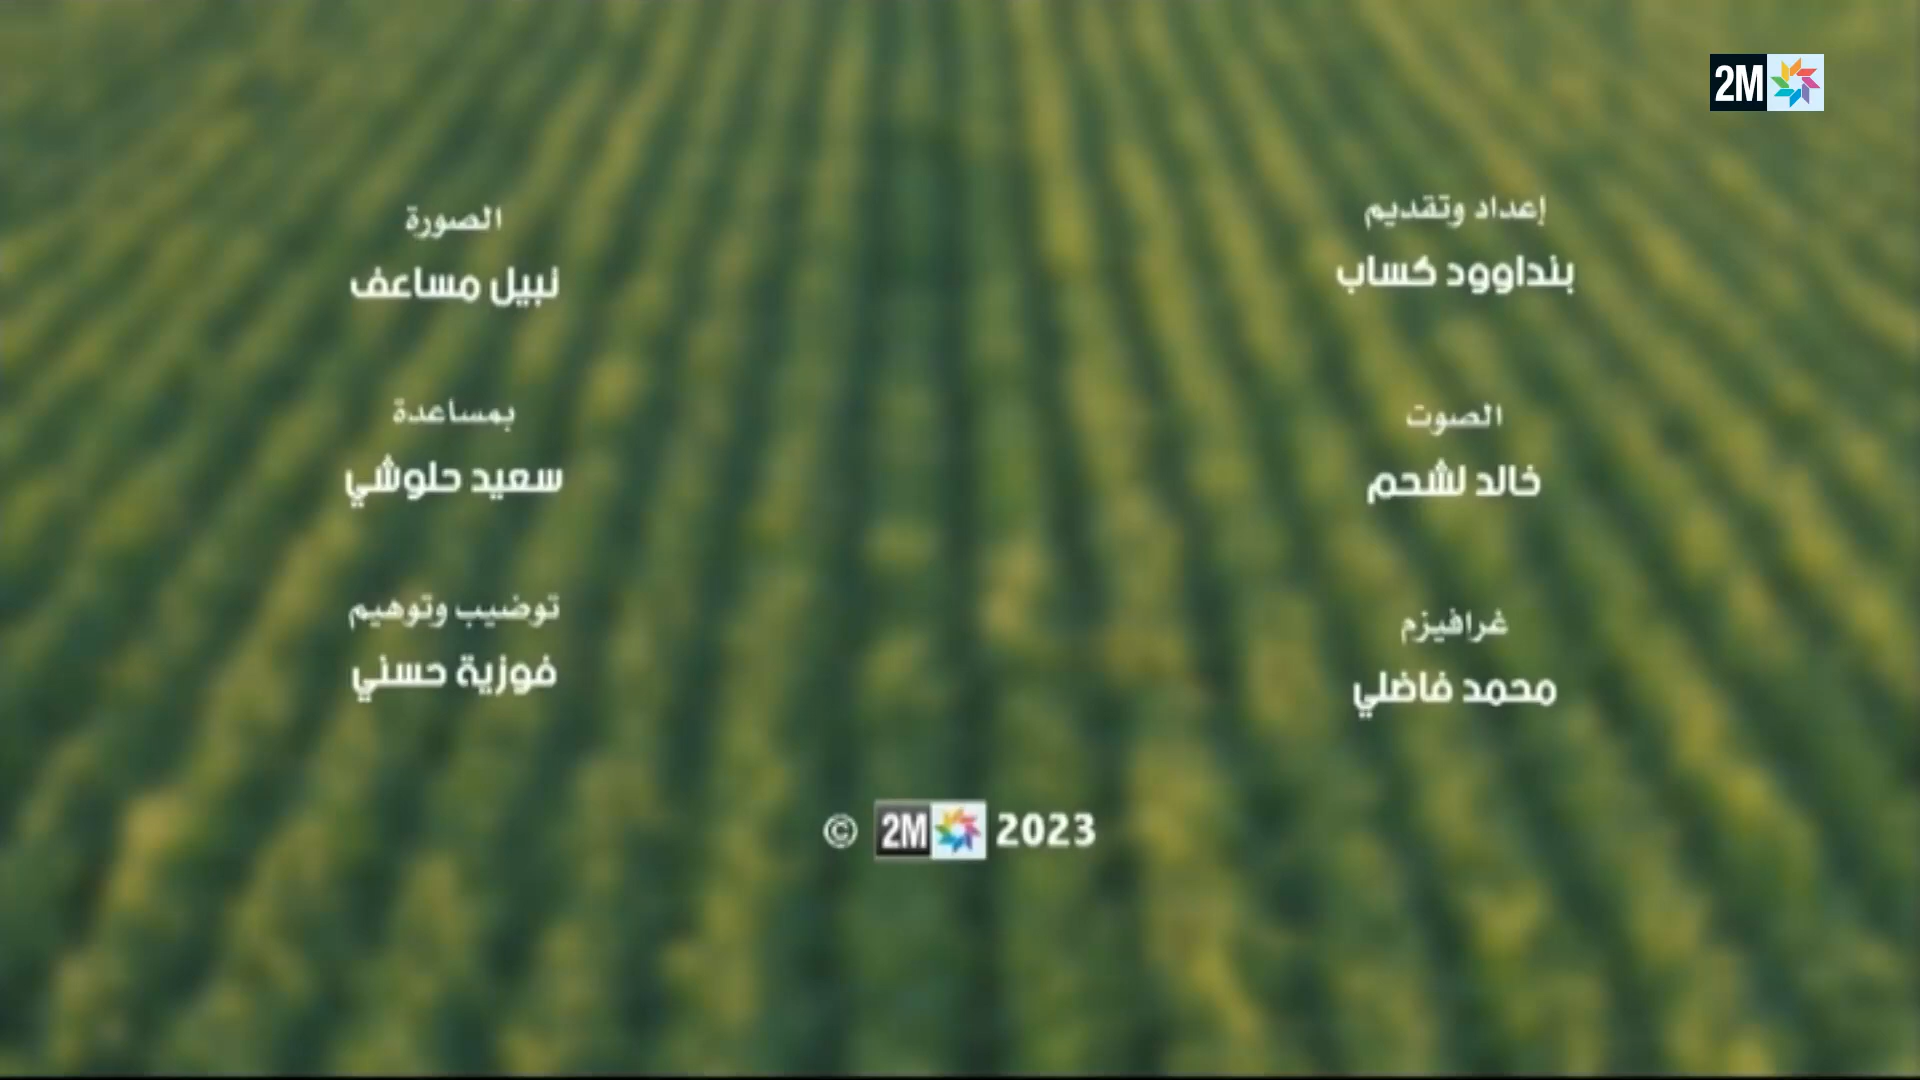 2M
إعداد وتقديم
بنداوود كساب
الصوت
خالد لشحم
غرافيزم
محمد فاضلي
الصورة
نبيل مساعف
بمساعدة
سعيد حلوشي
توضيب وتوهيم
فوزية حسني
© 2M 2023